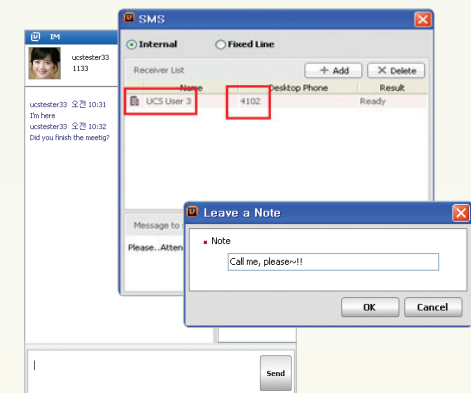 IM
ucstester33
1133
ucstester33 오전 10:31
I'm here
ucstester33 오전 10:32
Did you finish the meetig?
Send
SMS
Internal
Fixed Line
Receiver List
+ Add
X Delete
Name
Desktop Phone
Result
UCS User 3
4102
Ready
Message to
Please..Atten
Leave a Note
Note
Call me, please~!!
OK
Cancel